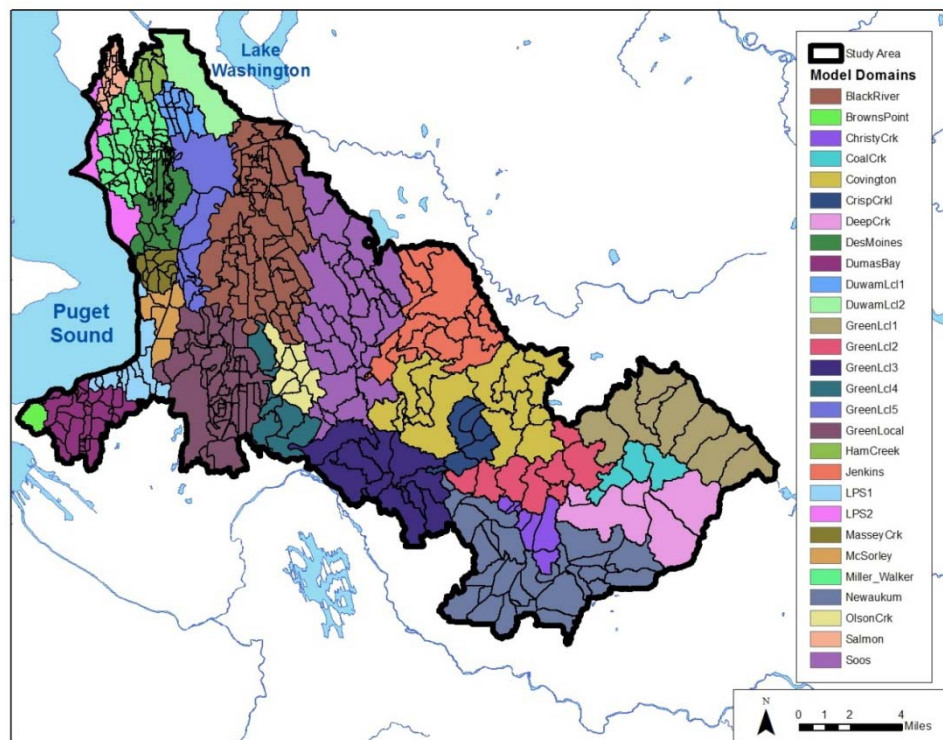 Lake
Washington
Puget
Sound
Study Area
Model Domains
BlackRiver
BrownsPoint
ChristyCrk
CoalCrk
Covington
CrispCrkl
DeepCrk
DesMoines
DumasBay
DuwamLcl1
DuwamLcl2
GreenLcl1
GreenLcl2
GreenLcl3
GreenLcl4
GreenLcl5
GreenLocal
HamCreek
Jenkins
LPS1
LPS2
MasseyCrk
McSorley
Miller_Walker
Newaukum
OlsonCrk
Salmon
Soos
N
0 1 2 4
Miles